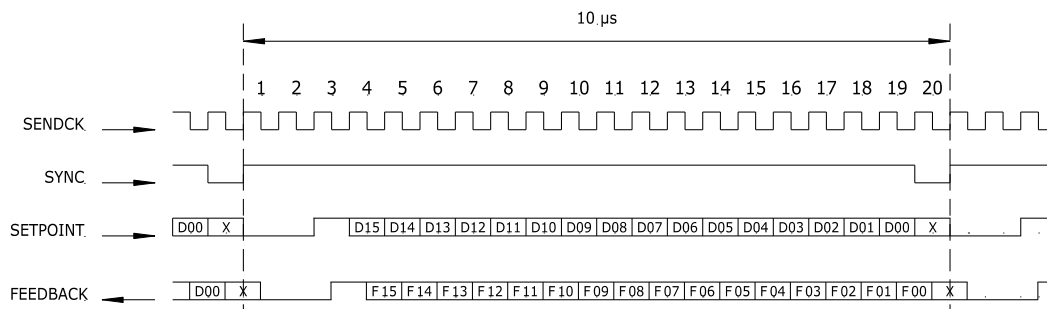 10 µs
1 2 3 4 5 6 7 8 9 10 11 12 13 14 15 16 17 18 19 20
SENDCK
SYNC
SETPOINT D00 X D15 D14 D13 D12 D11 D10 D09 D08 D07 D06 D05 D04 D03 D02 D01 D00 X
FEEDBACK D00 X F15 F14 F13 F12 F11 F10 F09 F08 F07 F06 F05 F04 F03 F02 F01 F00 X